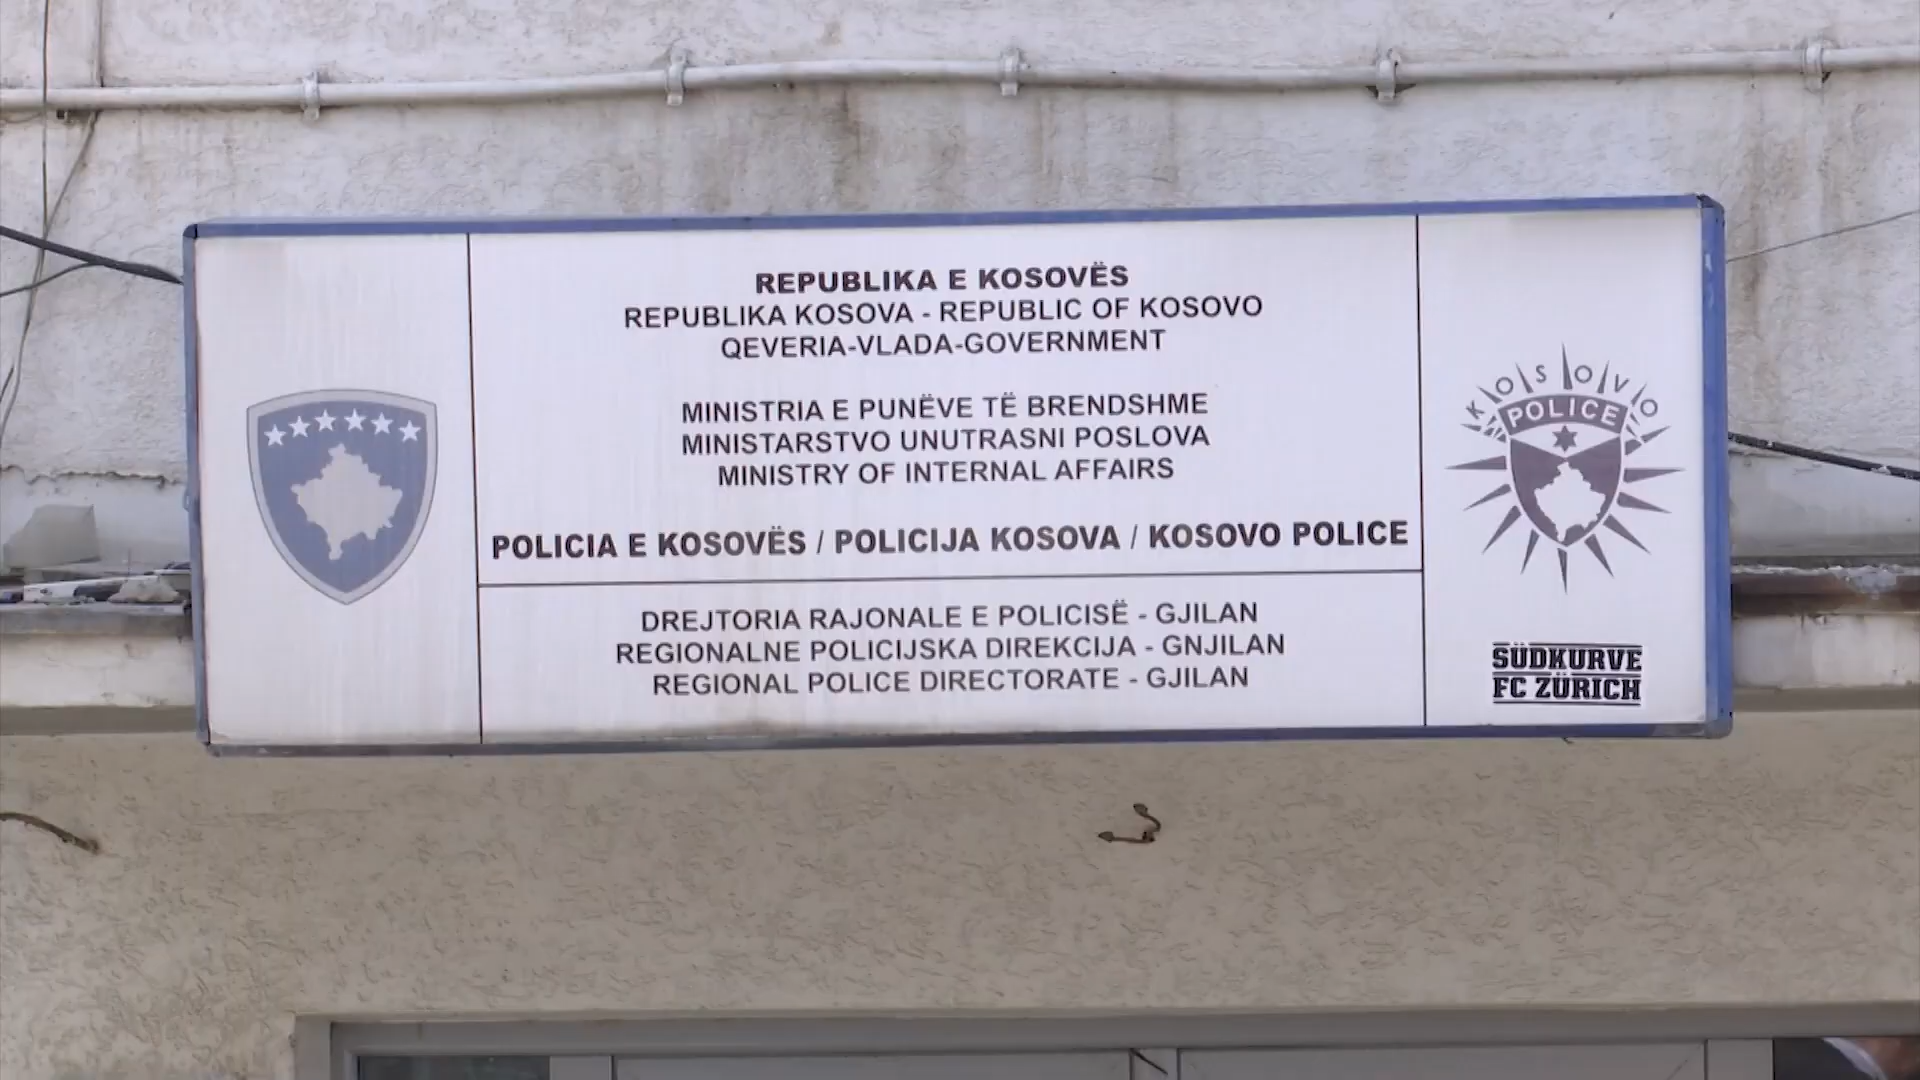 REPUBLIKA E KOSOVËS
REPUBLIKA KOSOVA - REPUBLIC OF KOSOVO
QEVERIA-VLADA-GOVERNMENT
MINISTRIA E PUNËVE TË BRENDSHME
MINISTARSTVO UNUTRASNI POSLOVA
MINISTRY OF INTERNAL AFFAIRS
POLICIA E KOSOVËS / POLICIJA KOSOVA / KOSOVO POLICE
DREJTORIA RAJONALE E POLICISË - GJILAN
REGIONALNE POLICIJSKA DIREKCIJA - GNJILAN
REGIONAL POLICE DIRECTORATE - GJILAN
KOSOVO
POLICE
SÜDKURVE
FC ZÜRICH